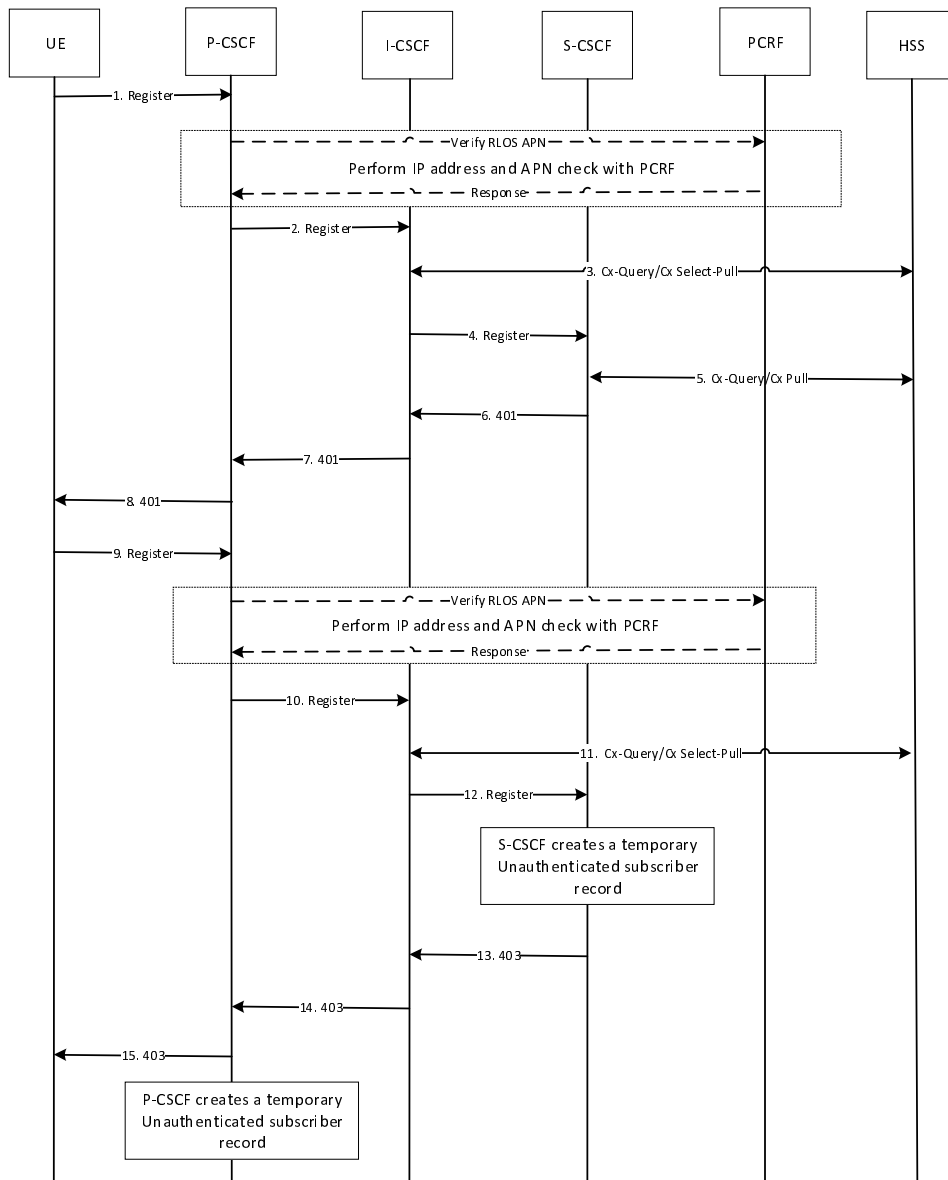 UE
P-CSCF
I-CSCF
S-CSCF
PCRF
HSS
1. Register
Verify RLOS APN
Perform IP address and APN check with PCRF
Response
2. Register
3. Cx-Query/Cx Select-Pull
4. Register
5. Cx-Query/Cx Pull
6. 401
7. 401
8. 401
9. Register
Verify RLOS APN
Perform IP address and APN check with PCRF
Response
10. Register
11. Cx-Query/Cx Select-Pull
12. Register
S-CSCF creates a temporary
Unauthenticated subscriber
record
13. 403
14. 403
15. 403
P-CSCF creates a temporary
Unauthenticated subscriber
record